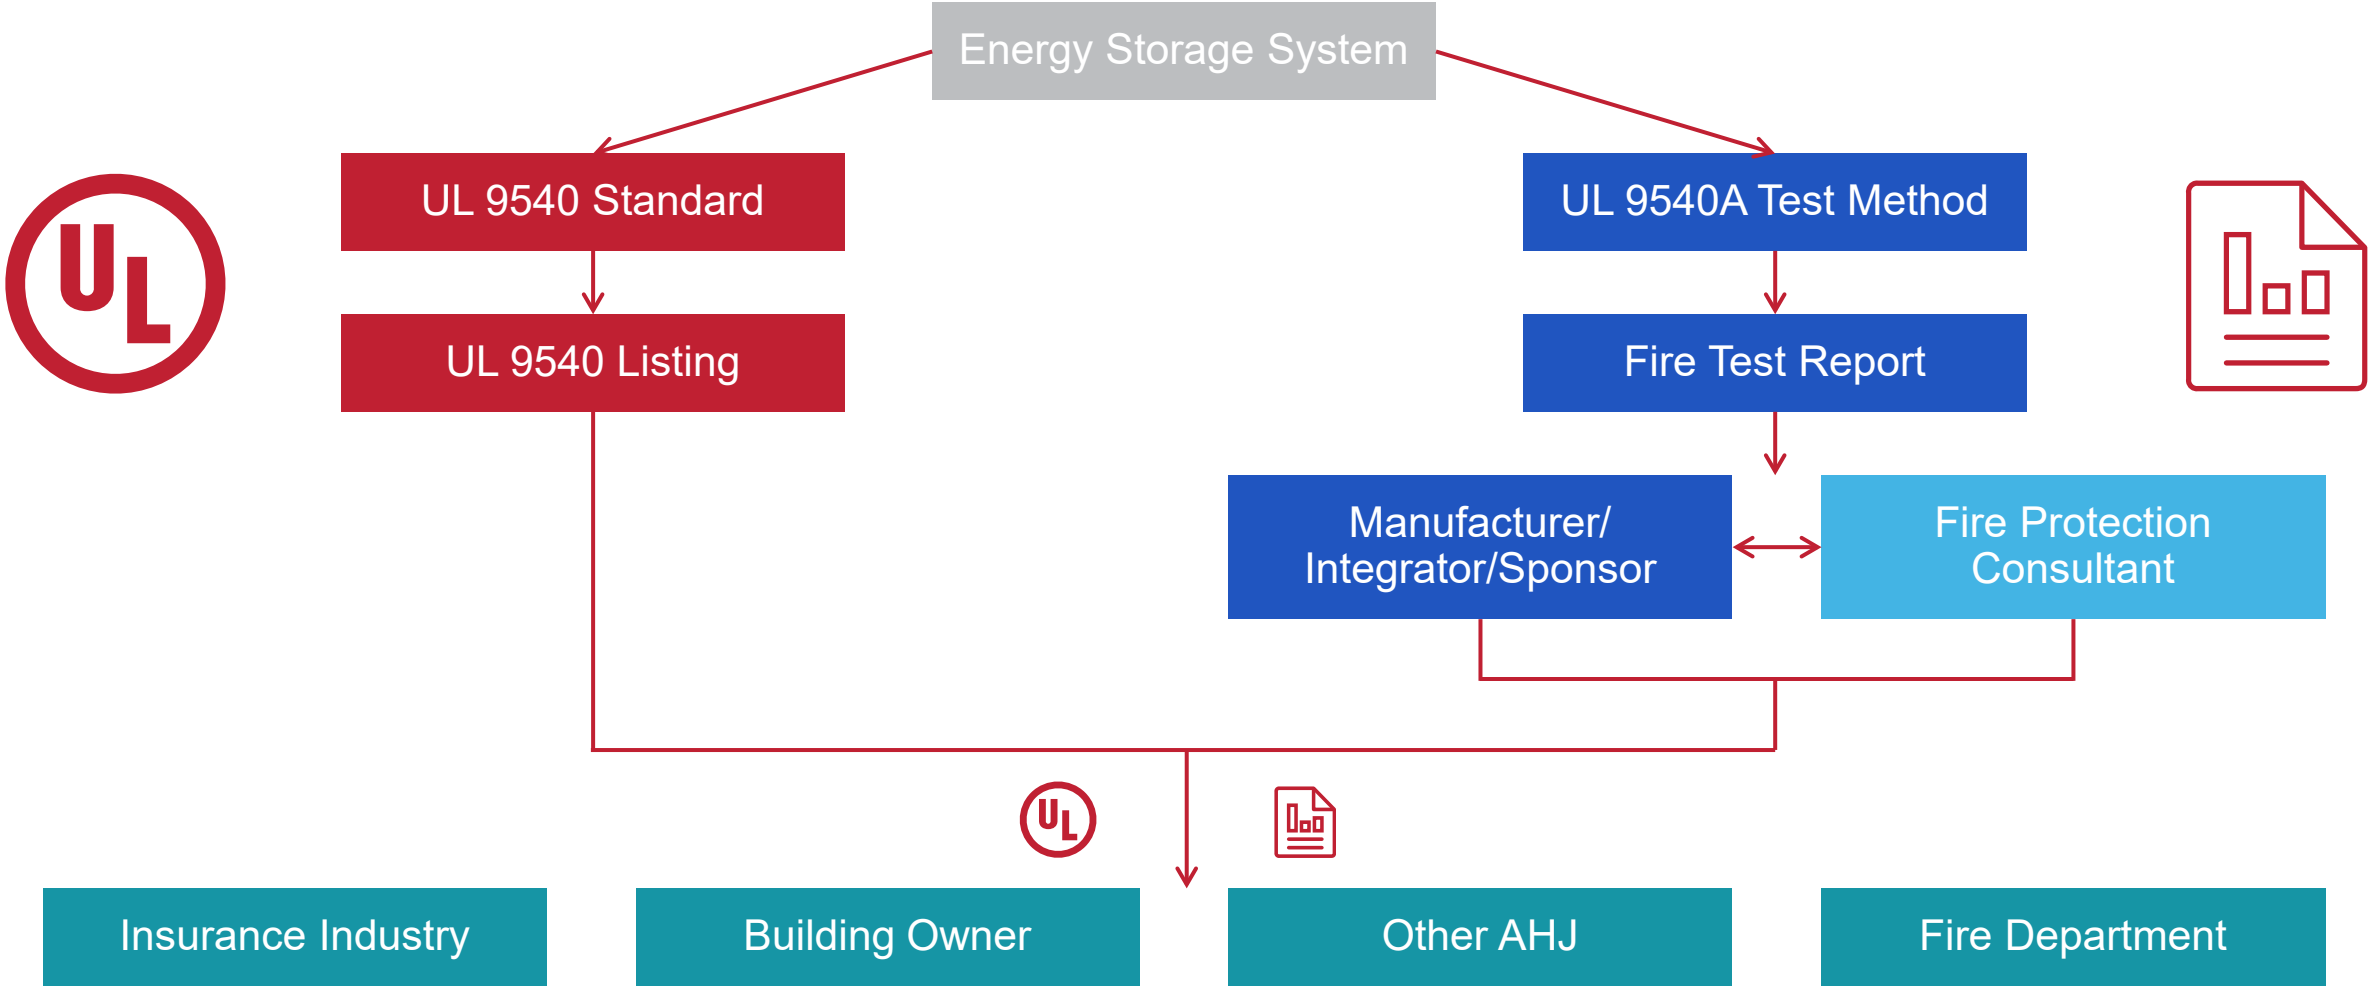 Energy Storage System
UL 9540 Standard
UL 9540A Test Method
UL
UL 9540 Listing
Fire Test Report
Manufacturer/
Integrator/Sponsor
Fire Protection
Consultant
UL
Insurance Industry
Building Owner
Other AHJ
Fire Department